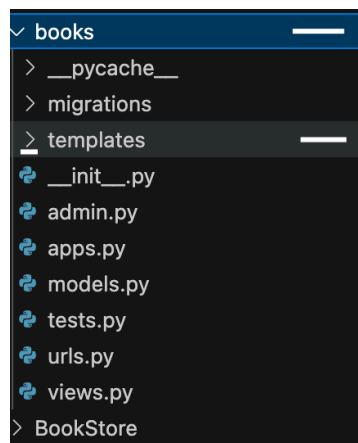 books
__pycache__
migrations
templates
__init__.py
admin.py
apps.py
models.py
tests.py
urls.py
views.py
BookStore